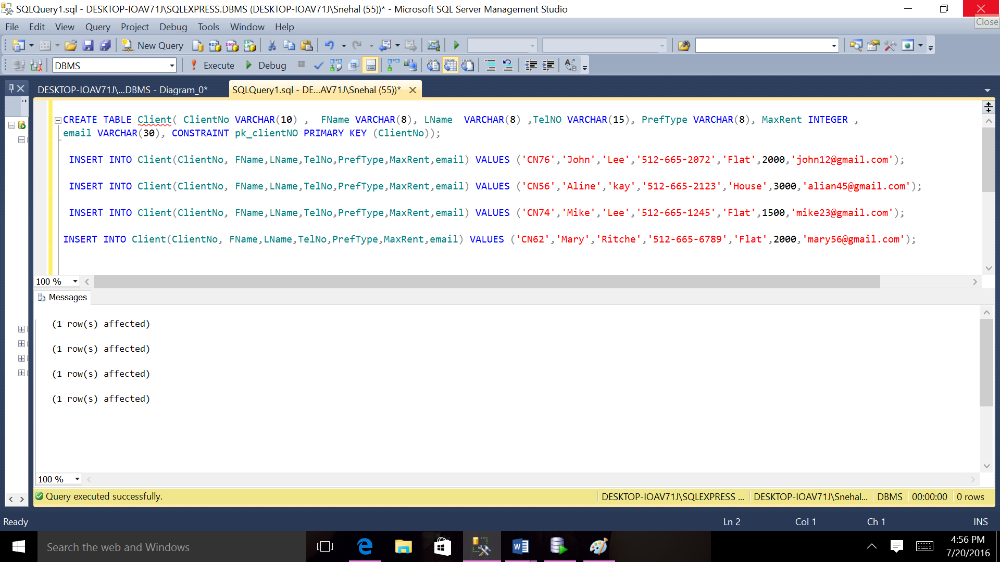 SQLQuery1.sql - DESKTOP-IOAV71J\SQLEXPRESS.DBMS (DESKTOP-IOAV71J\Snehal (55))* - Microsoft SQL Server Management Studio
Close
File Edit View Query Project Debug Tools Window Help
New Query
DBMS Execute Debug
DESKTOP-IOAV71J\...DBMS - Diagram_0* SQLQuery1.sql - DE...AV71J\Snehal (55))*
CREATE TABLE Client( ClientNo VARCHAR(10) , FName VARCHAR(8), LName VARCHAR(8) ,TelNO VARCHAR(15), PrefType VARCHAR(8), MaxRent INTEGER ,
email VARCHAR(30), CONSTRAINT pk_clientNO PRIMARY KEY (ClientNo));
INSERT INTO Client(ClientNo, FName,LName,TelNo,PrefType,MaxRent,email) VALUES ('CN76','John','Lee','512-665-2072','Flat',2000,'john12@gmail.com');
INSERT INTO Client(ClientNo, FName,LName,TelNo,PrefType,MaxRent,email) VALUES ('CN56','Aline','kay','512-665-2123','House',3000,'alian45@gmail.com');
INSERT INTO Client(ClientNo, FName,LName,TelNo,PrefType,MaxRent,email) VALUES ('CN74','Mike','Lee','512-665-1245','Flat',1500,'mike23@gmail.com');
INSERT INTO Client(ClientNo, FName,LName,TelNo,PrefType,MaxRent,email) VALUES ('CN62','Mary','Ritche','512-665-6789','Flat',2000,'mary56@gmail.com');
100 %
Messages
(1 row(s) affected)
(1 row(s) affected)
(1 row(s) affected)
(1 row(s) affected)
100 %
Query executed successfully. DESKTOP-IOAV71J\SQLEXPRESS ... DESKTOP-IOAV71J\Snehal... DBMS 00:00:00 0 rows
Ready Ln 2 Col 1 Ch 1 INS
Search the web and Windows
4:56 PM
7/20/2016